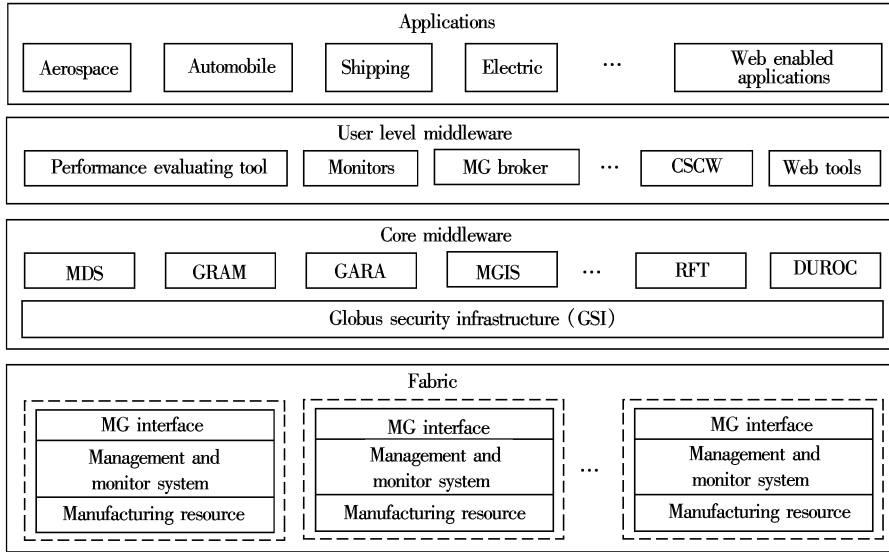 Applications
Aerospace Automobile Shipping Electric ... Web enabled
applications
User level middleware
Performance evaluating tool Monitors MG broker ... CSCW Web tools
Core middleware
MDS GRAM GARA MGIS ... RFT DUROC
Globus security infrastructure (GSI)
Fabric
MG interface MG interface MG interface
Management and Management and Management and
monitor system monitor system ... monitor system
Manufacturing resource Manufacturing resource Manufacturing resource